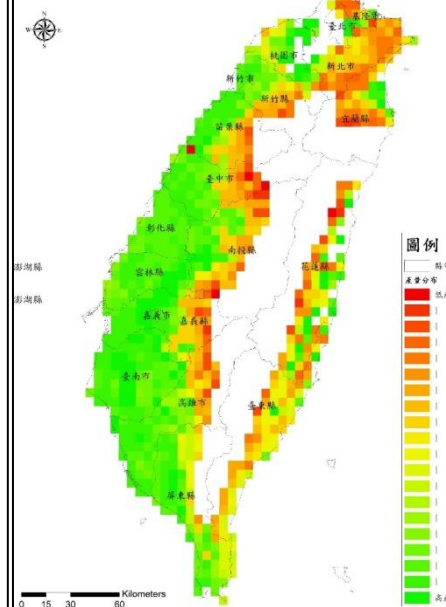 N
W E
S
基隆市
臺北市
桃園市
新北市
新竹市
新竹縣
宜蘭縣
苗栗縣
臺中市
彰化縣
南投縣
澎湖縣
花蓮縣
雲林縣
澎湖縣
嘉義市
嘉義縣
臺南市
高雄市
臺東縣
屏東縣
圖例
產量分布
Kilometers
0 15 30 60